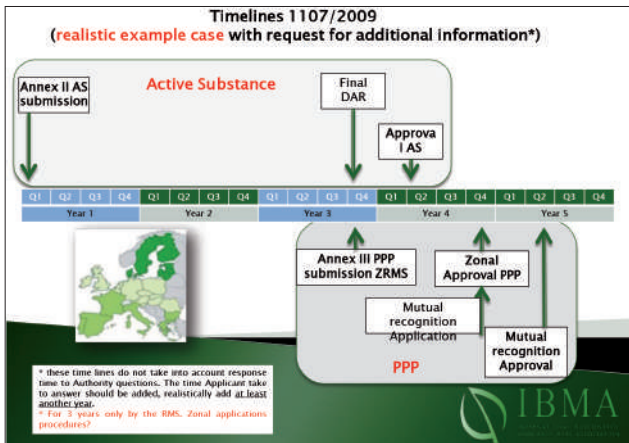 Timelines 1107/2009
(realistic example case with request for additional information*)
Active Substance
Annex II AS
submission
Final
DAR
Approva
l AS
Q1 Q2 Q3 Q4 Q1 Q2 Q3 Q4 Q1 Q2 Q3 Q4 Q1 Q2 Q3 Q4 Q1 Q2 Q3 Q4
Year 1 Year 2 Year 3 Year 4 Year 5
Annex III PPP
submission ZRMS
Zonal
Approval PPP
Mutual
recognition
Application
Mutual
recognition
Approval
PPP
* these time lines do not take into account response
time to Authority questions. The time Applicant take
to answer should be added, realistically add at least
another year.
* For 3 years only by the RMS. Zonal applications
procedures?
IBMA